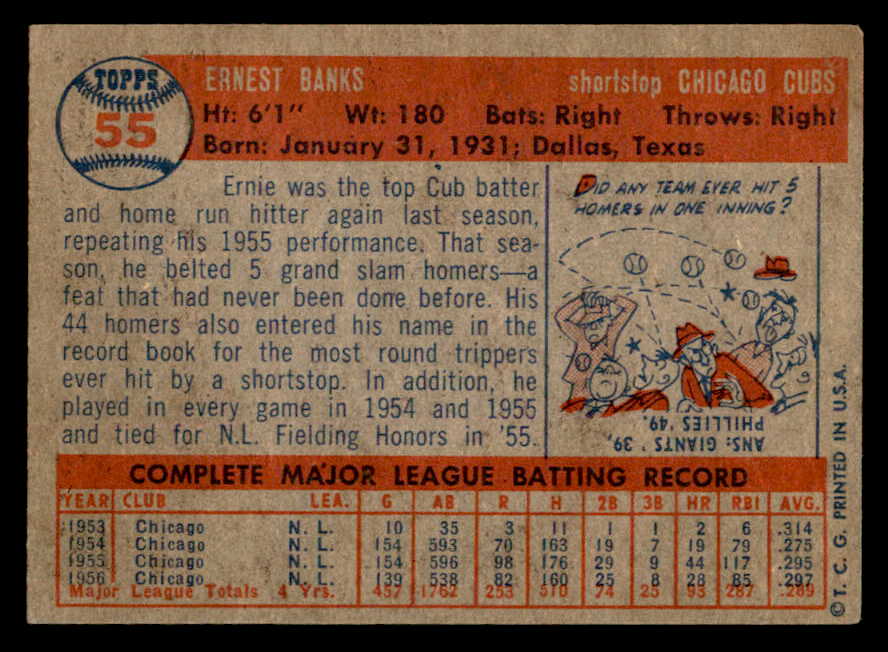 TOPPS
55
ERNEST BANKS shortstop CHICAGO CUBS
Ht: 6'1" Wt: 180 Bats: Right Throws: Right
Born: January 31, 1931; Dallas, Texas
Ernie was the top Cub batter
and home run hitter again last season,
repeating his 1955 performance. That sea-
son, he belted 5 grand slam homers—a
feat that had never been done before. His
44 homers also entered his name in the
record book for the most round trippers
ever hit by a shortstop. In addition, he
played in every game in 1954 and 1955
and tied for N.L. Fielding Honors in '55.
DID ANY TEAM EVER HIT 5
HOMERS IN ONE INNING?
ANS: GIANTS '39,
PHILLIES '49.
COMPLETE MAJOR LEAGUE BATTING RECORD
YEAR CLUB LEA. G AB R H 2B 3B HR RBI AVG.
1953 Chicago N. L. 10 35 3 11 1 1 2 6 .314
1954 Chicago N. L. 154 593 70 163 19 7 19 79 .275
1955 Chicago N. L. 154 596 98 176 29 9 44 117 .295
1956 Chicago N. L. 139 538 82 160 25 8 28 85 .297
Major League Totals 4 Yrs. 457 1762 253 510 74 25 93 287 .289
© T. C. G. PRINTED IN U.S.A.